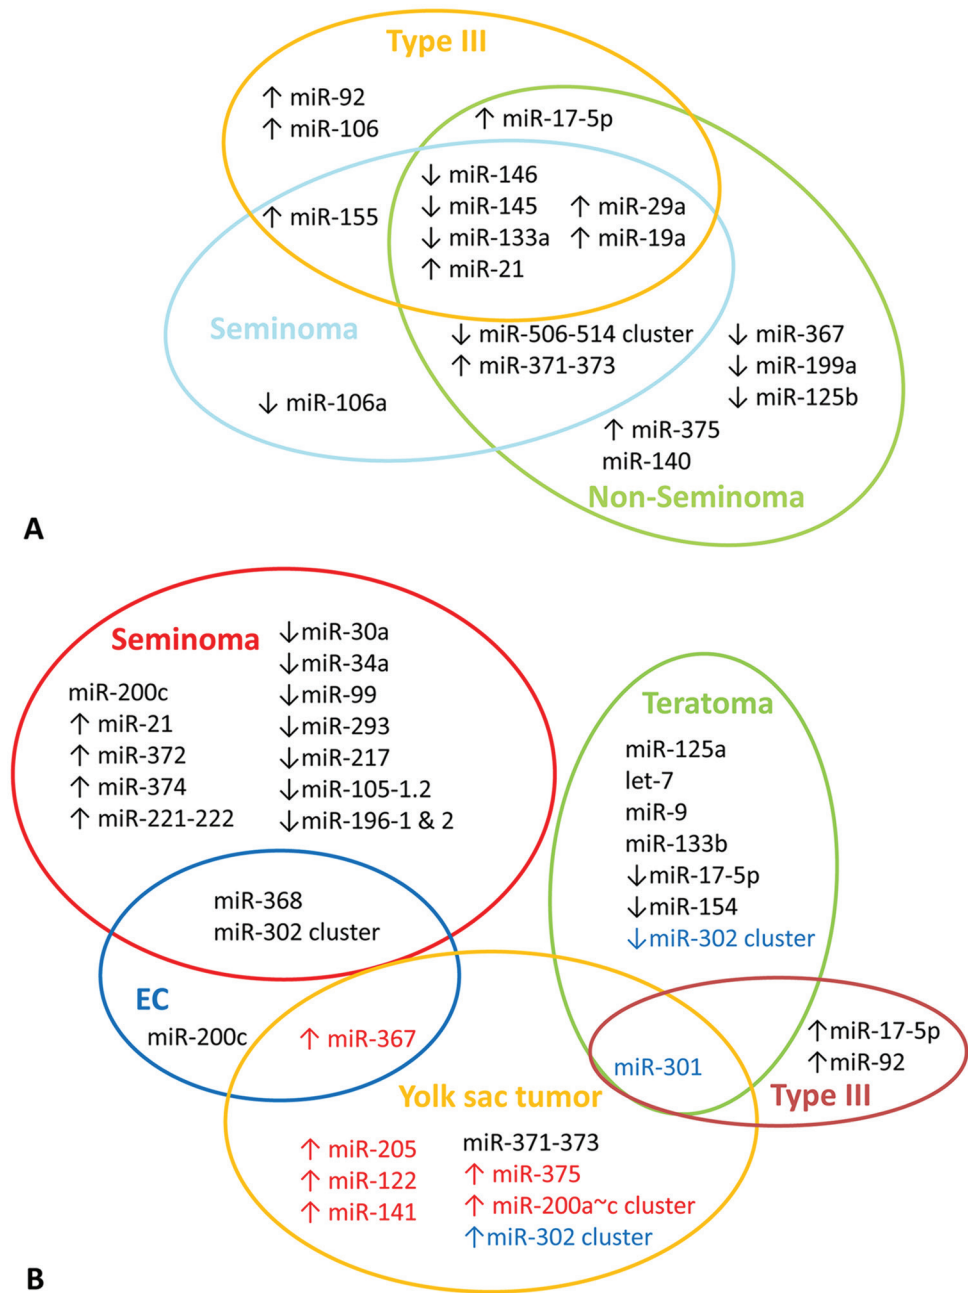 Type III
↑ miR-92
↑ miR-106
↑ miR-17-5p
↓ miR-146
↓ miR-145
↓ miR-133a
↑ miR-21
↑ miR-29a
↑ miR-19a
↑ miR-155
Seminoma
↓ miR-106a
↓ miR-506-514 cluster
↑ miR-371-373
↓ miR-367
↓ miR-199a
↓ miR-125b
↑ miR-375
miR-140
Non-Seminoma
A
Seminoma
miR-200c
↑ miR-21
↑ miR-372
↑ miR-374
↑ miR-221-222
↓miR-30a
↓miR-34a
↓miR-99
↓miR-293
↓miR-217
↓miR-105-1.2
↓miR-196-1 & 2
miR-368
miR-302 cluster
EC
miR-200c
↑ miR-367
Teratoma
miR-125a
let-7
miR-9
miR-133b
↓miR-17-5p
↓miR-154
↓miR-302 cluster
miR-301
↑miR-17-5p
↑miR-92
Type III
Yolk sac tumor
↑ miR-205
↑ miR-122
↑ miR-141
miR-371-373
↑ miR-375
↑ miR-200a~c cluster
↑miR-302 cluster
B